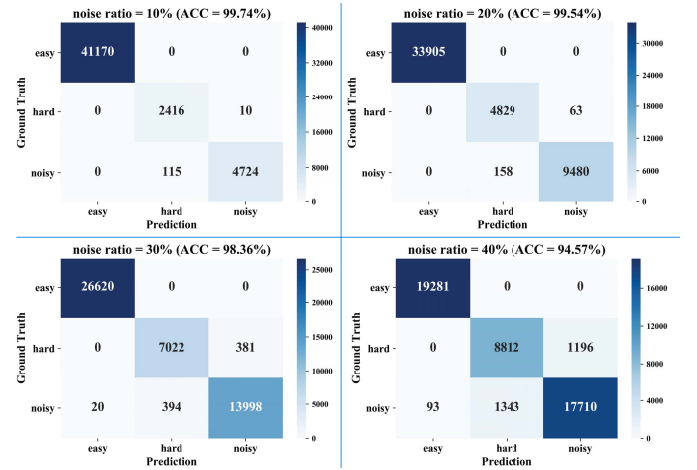 noise ratio = 10% (ACC = 99.74%)
easy 41170 0 0
hard 0 2416 10
noisy 0 115 4724
easy hard noisy
Prediction
Ground Truth
40000
32000
24000
16000
8000
0
noise ratio = 20% (ACC = 99.54%)
easy 33905 0 0
hard 0 4829 63
noisy 0 158 9480
easy hard noisy
Prediction
Ground Truth
30000
24000
18000
12000
6000
0
noise ratio = 30% (ACC = 98.36%)
easy 26620 0 0
hard 0 7022 381
noisy 20 394 13998
easy hard noisy
Prediction
Ground Truth
25000
20000
15000
10000
5000
0
noise ratio = 40% (ACC = 94.57%)
easy 19281 0 0
hard 0 8812 1196
noisy 93 1343 17710
easy hard noisy
Prediction
Ground Truth
16000
12000
8000
4000
0